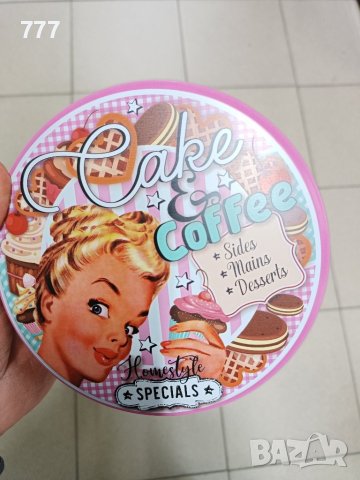 777
Cake
&
Coffee
Sides
Mains
Desserts
Homestyle
SPECIALS
BAZAR